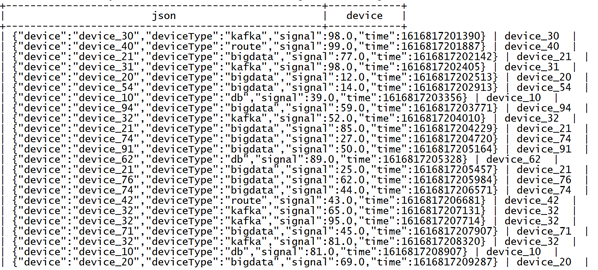 +--------------------------------------------------+-----------+
| json | device |
+--------------------------------------------------+-----------+
| {"device":"device_30","deviceType":"kafka","signal":98.0,"time":1616817201390} | device_30 |
| {"device":"device_40","deviceType":"route","signal":99.0,"time":1616817201887} | device_40 |
| {"device":"device_21","deviceType":"bigdata","signal":77.0,"time":1616817202142} | device_21 |
| {"device":"device_31","deviceType":"kafka","signal":98.0,"time":1616817202405} | device_31 |
| {"device":"device_20","deviceType":"bigdata","signal":12.0,"time":1616817202513} | device_20 |
| {"device":"device_54","deviceType":"bigdata","signal":14.0,"time":1616817202913} | device_54 |
| {"device":"device_10","deviceType":"db","signal":39.0,"time":1616817203356} | device_10 |
| {"device":"device_94","deviceType":"bigdata","signal":59.0,"time":1616817203771} | device_94 |
| {"device":"device_32","deviceType":"kafka","signal":52.0,"time":1616817204010} | device_32 |
| {"device":"device_21","deviceType":"bigdata","signal":85.0,"time":1616817204229} | device_21 |
| {"device":"device_74","deviceType":"bigdata","signal":27.0,"time":1616817204720} | device_74 |
| {"device":"device_91","deviceType":"bigdata","signal":50.0,"time":1616817205164} | device_91 |
| {"device":"device_62","deviceType":"db","signal":89.0,"time":1616817205328} | device_62 |
| {"device":"device_21","deviceType":"bigdata","signal":25.0,"time":1616817205457} | device_21 |
| {"device":"device_76","deviceType":"bigdata","signal":62.0,"time":1616817205984} | device_76 |
| {"device":"device_74","deviceType":"bigdata","signal":44.0,"time":1616817206571} | device_74 |
| {"device":"device_42","deviceType":"route","signal":43.0,"time":1616817206681} | device_42 |
| {"device":"device_32","deviceType":"kafka","signal":65.0,"time":1616817207131} | device_32 |
| {"device":"device_32","deviceType":"kafka","signal":95.0,"time":1616817207714} | device_32 |
| {"device":"device_71","deviceType":"bigdata","signal":45.0,"time":1616817207907} | device_71 |
| {"device":"device_32","deviceType":"kafka","signal":81.0,"time":1616817208320} | device_32 |
| {"device":"device_10","deviceType":"db","signal":81.0,"time":1616817208907} | device_10 |
| {"device":"device_20","deviceType":"bigdata","signal":69.0,"time":1616817209287} | device_20 |